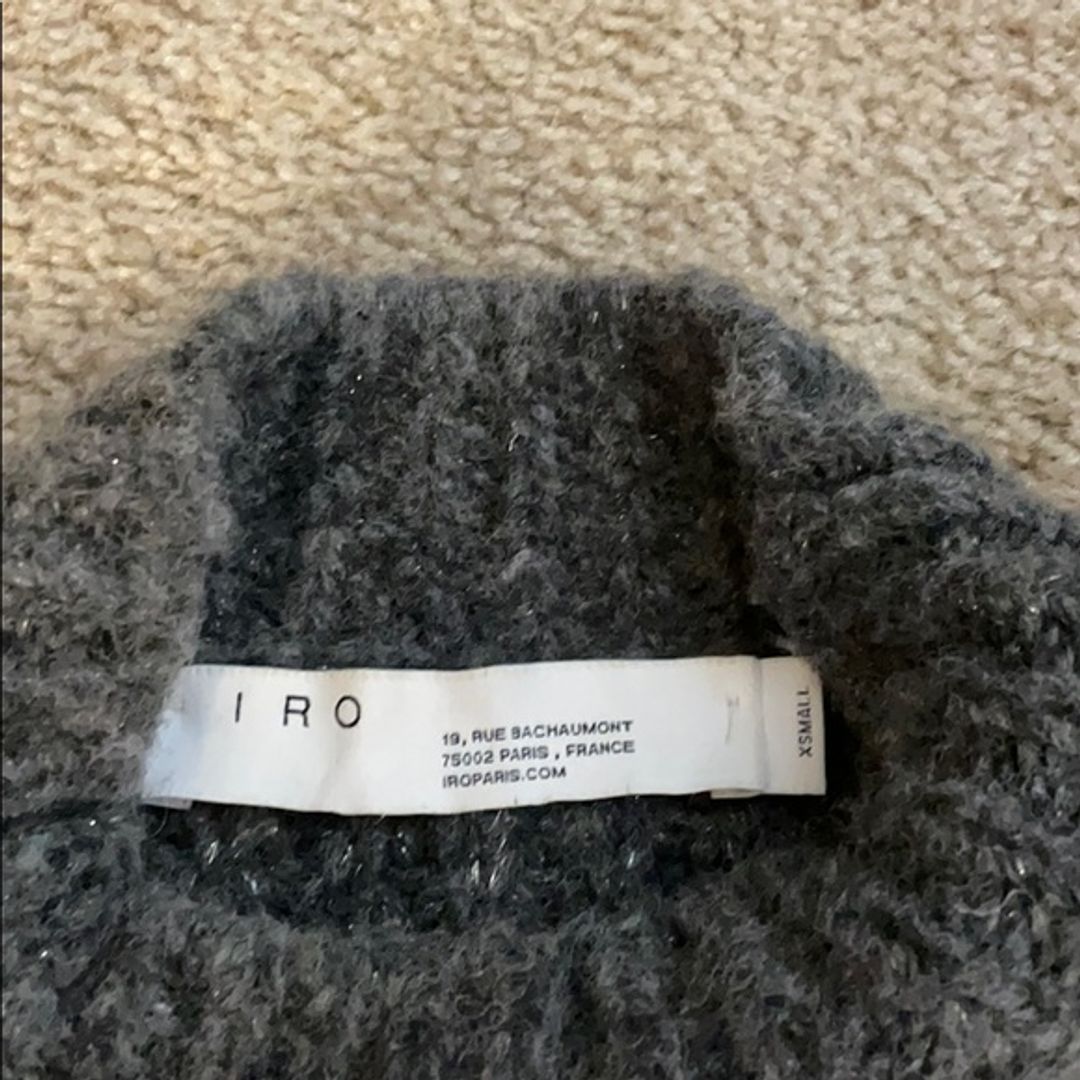 IRO
19, RUE BACHAUMONT
75002 PARIS , FRANCE
IROPARIS.COM
XSMALL